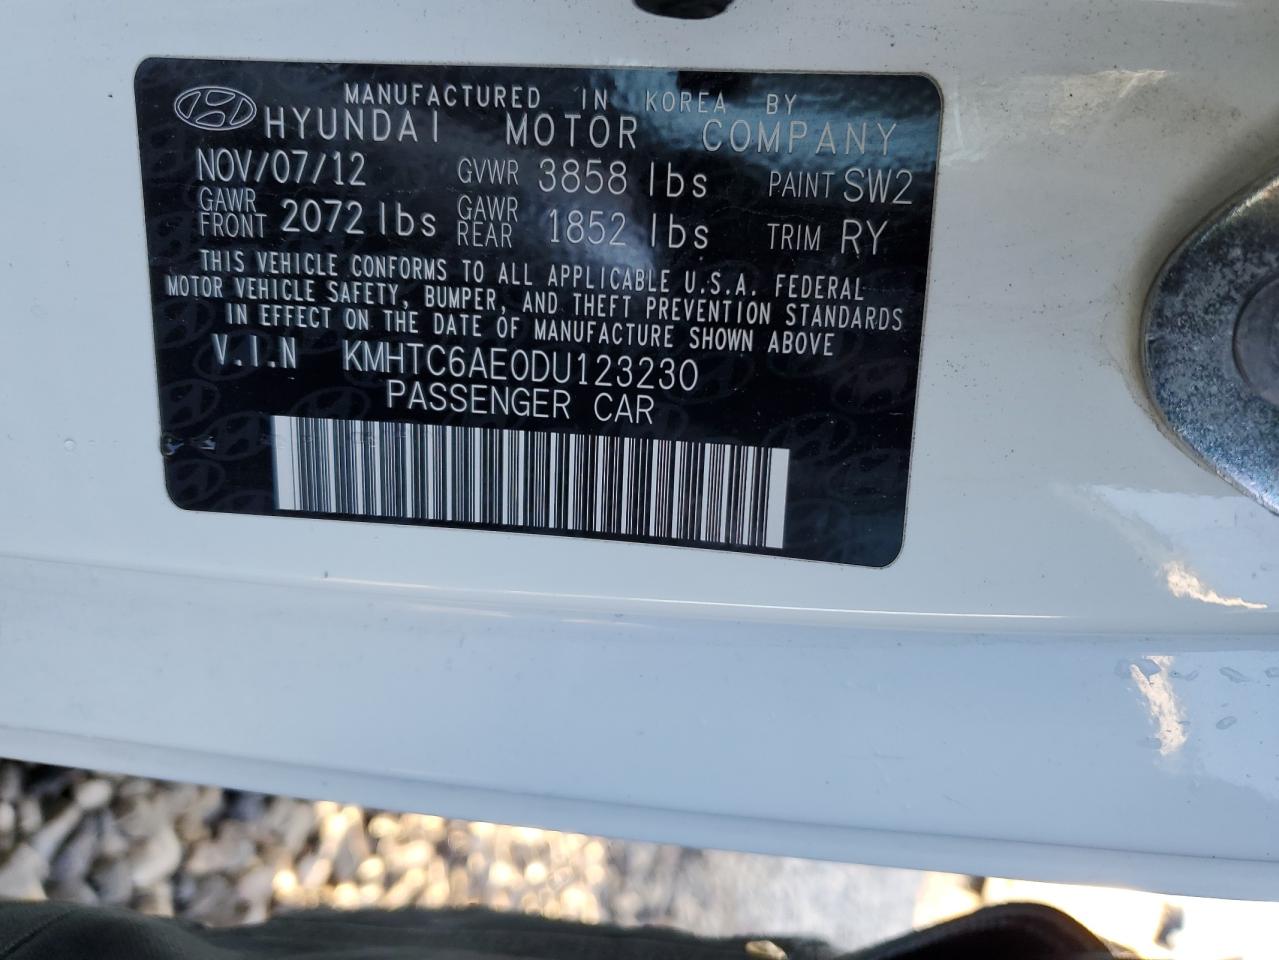 MANUFACTURED IN KOREA BY
HYUNDAI MOTOR COMPANY
NOV/07/12 GVWR 3858 lbs PAINT SW2
GAWR FRONT 2072 lbs GAWR REAR 1852 lbs TRIM RY
THIS VEHICLE CONFORMS TO ALL APPLICABLE U.S.A. FEDERAL
MOTOR VEHICLE SAFETY, BUMPER, AND THEFT PREVENTION STANDARDS
IN EFFECT ON THE DATE OF MANUFACTURE SHOWN ABOVE
V.I.N KMHTC6AE0DU123230
PASSENGER CAR